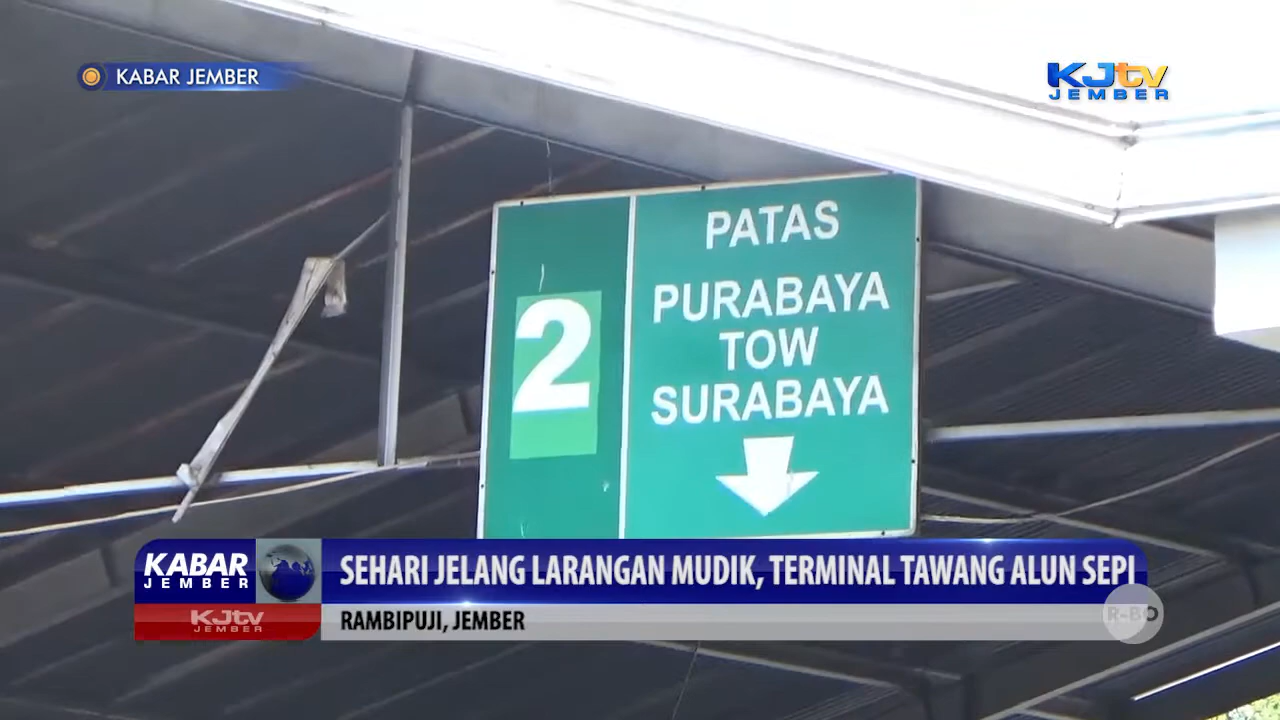 KABAR JEMBER
KJtv
JEMBER
PATAS
PURABAYA
TOW
SURABAYA
2
KABAR
JEMBER
SEHARI JELANG LARANGAN MUDIK, TERMINAL TAWANG ALUN SEPI
KJtv
JEMBER
RAMBIPUJI, JEMBER
R-BO